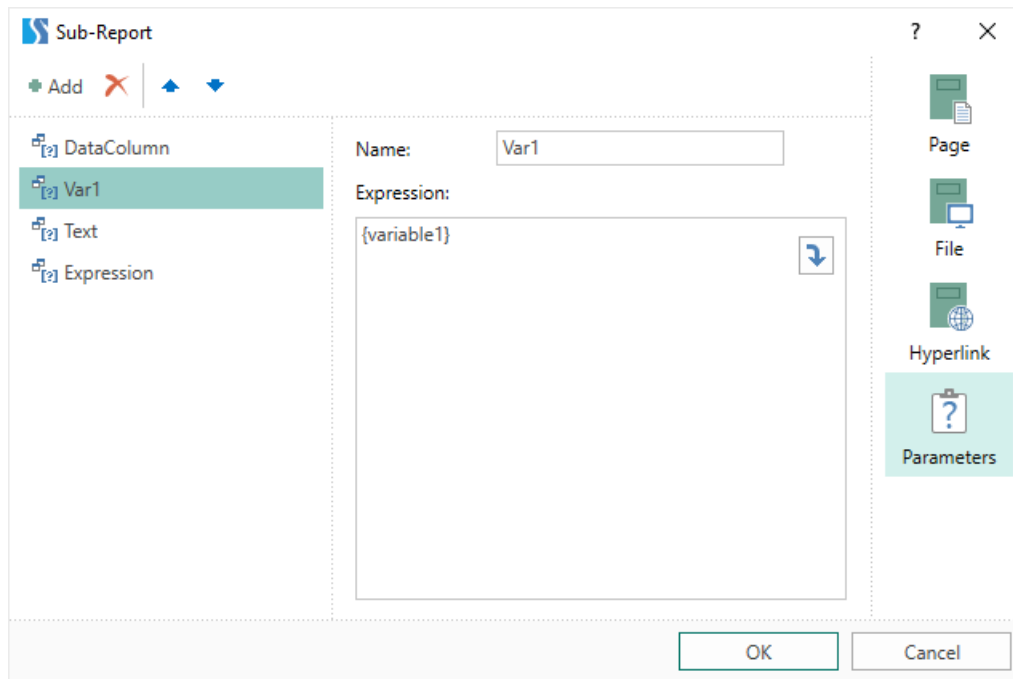 Sub-Report
?
Add
DataColumn
Var1
Text
Expression
Name:
Var1
Expression:
{variable1}
Page
File
Hyperlink
?
Parameters
OK
Cancel